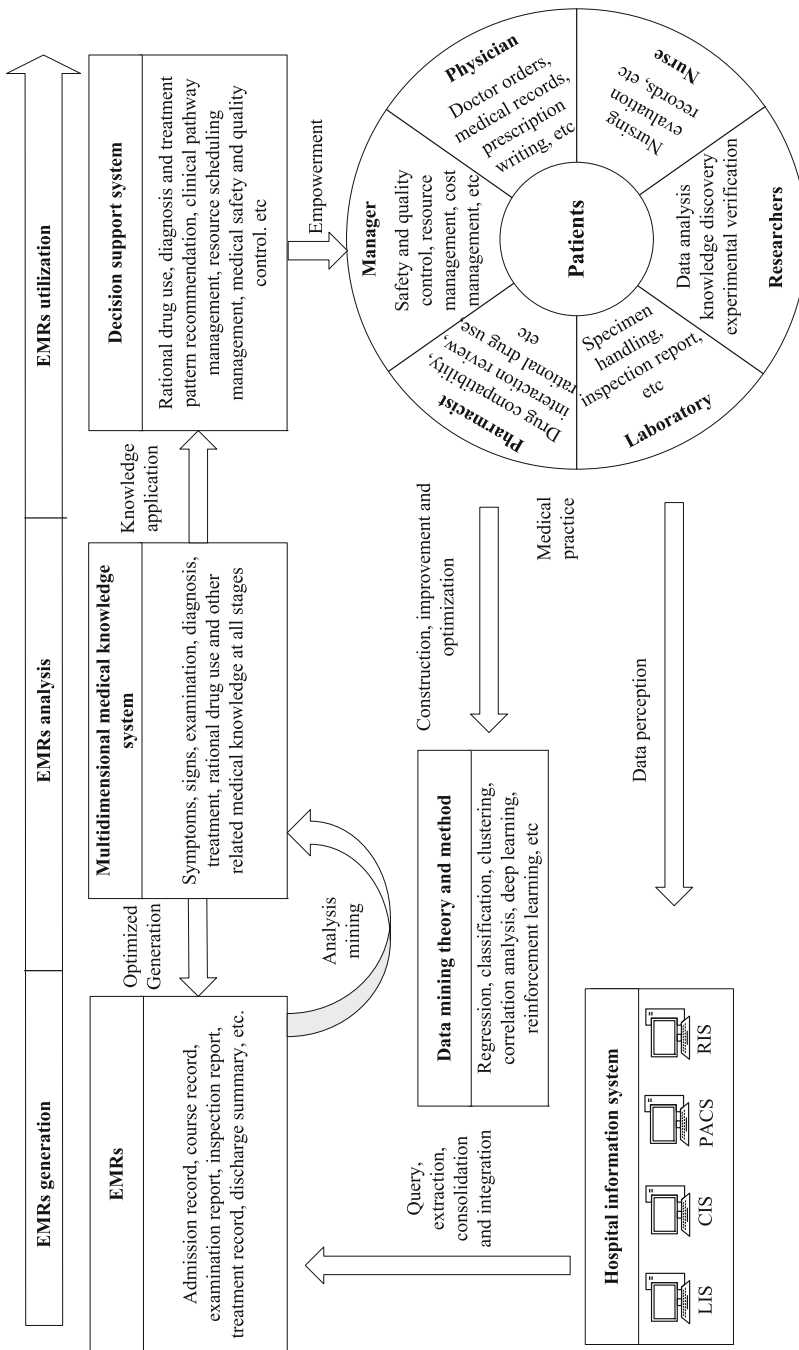 EMRs generation
EMRs analysis
EMRs utilization
EMRs
Admission record, course record,
examination report, inspection report,
treatment record, discharge summary, etc.
Optimized
Generation
Multidimensional medical knowledge
system
Symptoms, signs, examination, diagnosis,
treatment, rational drug use and other
related medical knowledge at all stages
Knowledge
application
Decision support system
Rational drug use, diagnosis and treatment
pattern recommendation, clinical pathway
management, resource scheduling
management, medical safety and quality
control. etc
Analysis
mining
Empowerment
Query,
extraction,
consolidation
and integration
Data mining theory and method
Regression, classification, clustering,
correlation analysis, deep learning,
reinforcement learning, etc
Construction, improvement and
optimization
Medical
practice
Data perception
Hospital information system
LIS
CIS
PACS
RIS
Manager
Safety and quality
control, resource
management, cost
management, etc
Physician
Doctor orders,
medical records,
prescription
writing, etc
Nurse
Nursing
evaluation
records, etc
Researchers
Data analysis
knowledge discovery
experimental verification
Laboratory
Specimen
handling,
inspection report,
etc
Pharmacist
Drug compatibility,
interaction review,
rational drug use,
etc
Patients